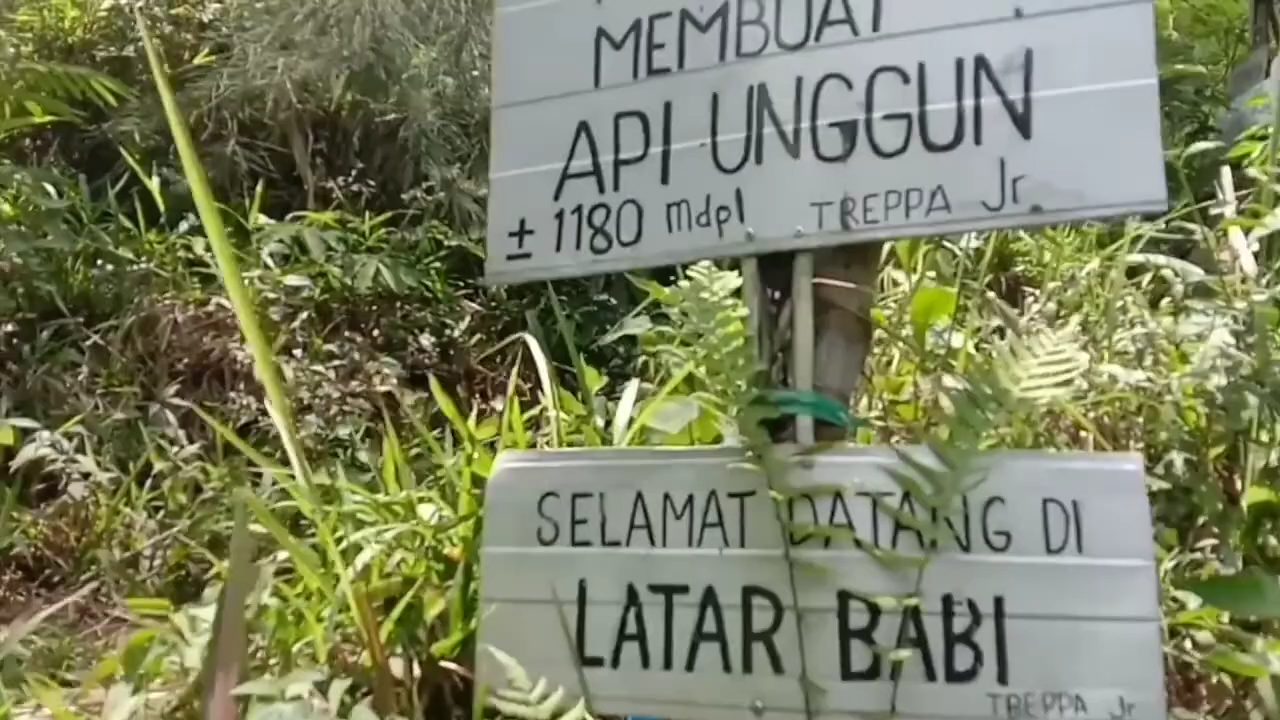 MEMBUAT
API UNGGUN
± 1180 mdpl TREPPA Jr.
SELAMAT DATANG DI
LATAR BABI
TREPPA Jr